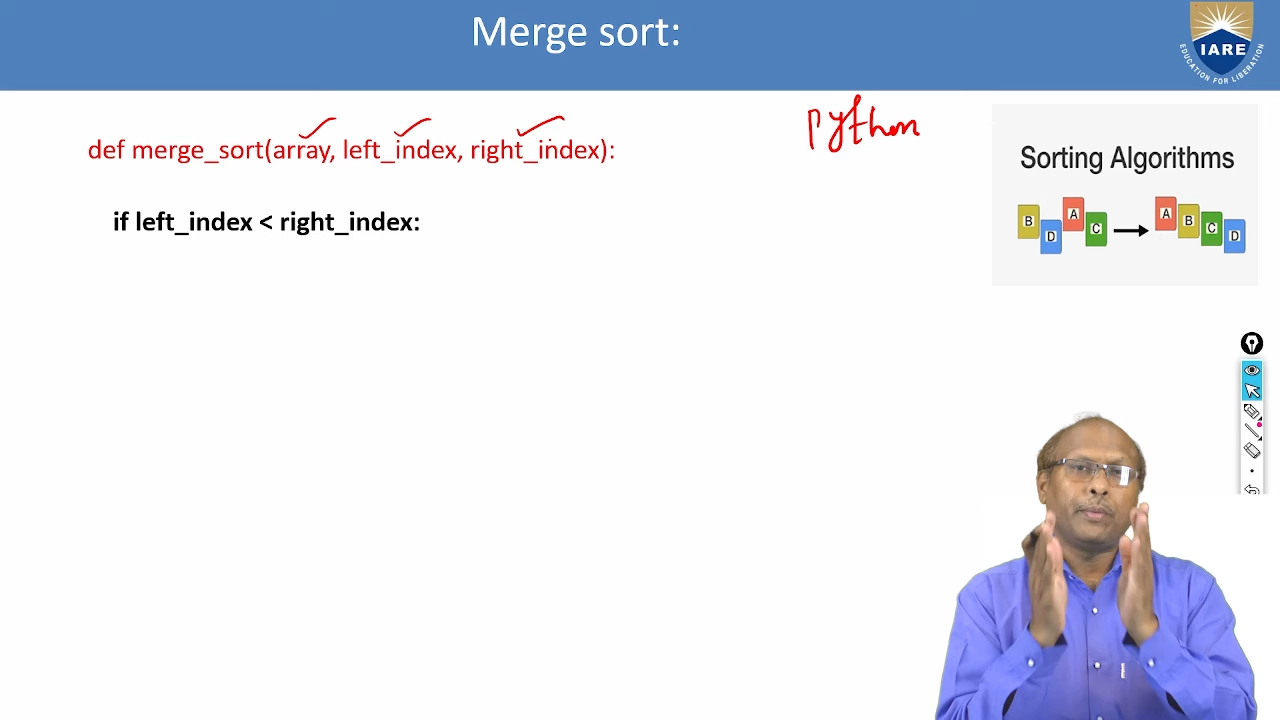 Merge sort:
IARE
EDUCATION FOR LIBERATION
python
def merge_sort(array, left_index, right_index):
if left_index < right_index:
Sorting Algorithms
B D A C A B C D